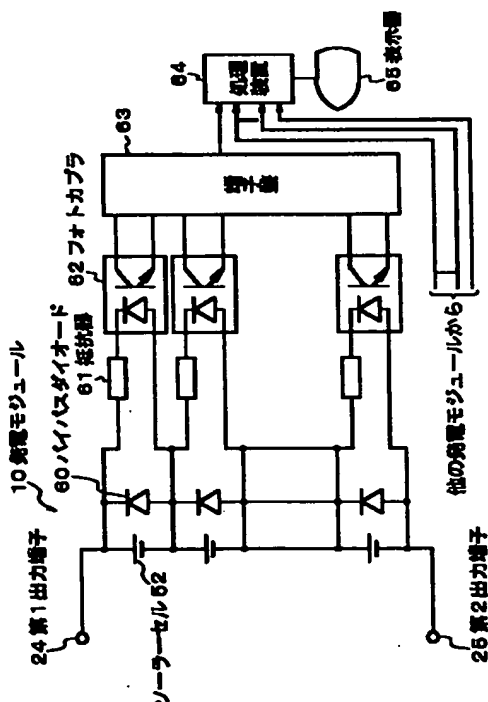 10 発電モジュール
24 第1出力端子
60 バイパスダイオード
61 抵抗器
62 フォトカプラ
63
64
処理
装置
65 表示器
端子台
ソーラーセル 52
25 第2出力端子
他の発電モジュールから